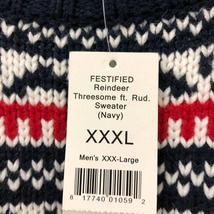 FESTIFIED
Reindeer
Threesome ft. Rud.
Sweater
(Navy)
XXXL
Men's XXX-Large
8 17740 01059 2